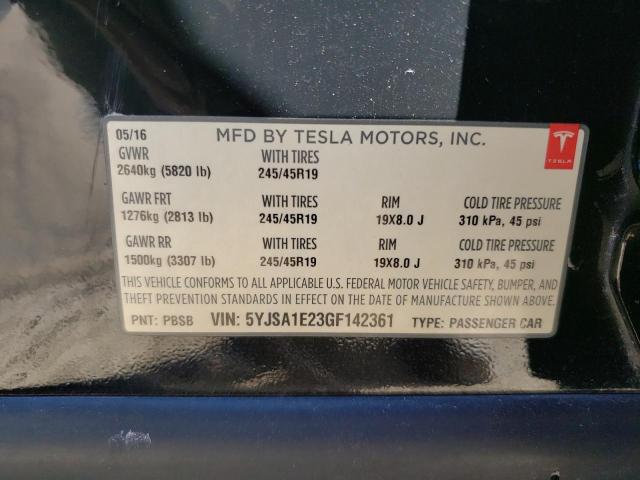 05/16 MFD BY TESLA MOTORS, INC.
TESLA
GVWR WITH TIRES
2640kg (5820 lb) 245/45R19
GAWR FRT WITH TIRES RIM COLD TIRE PRESSURE
1276kg (2813 lb) 245/45R19 19X8.0 J 310 kPa, 45 psi
GAWR RR WITH TIRES RIM COLD TIRE PRESSURE
1500kg (3307 lb) 245/45R19 19X8.0 J 310 kPa, 45 psi
THIS VEHICLE CONFORMS TO ALL APPLICABLE U.S. FEDERAL MOTOR VEHICLE SAFETY, BUMPER, AND
THEFT PREVENTION STANDARDS IN EFFECT ON THE DATE OF MANUFACTURE SHOWN ABOVE.
PNT: PBSB VIN: 5YJSA1E23GF142361 TYPE: PASSENGER CAR